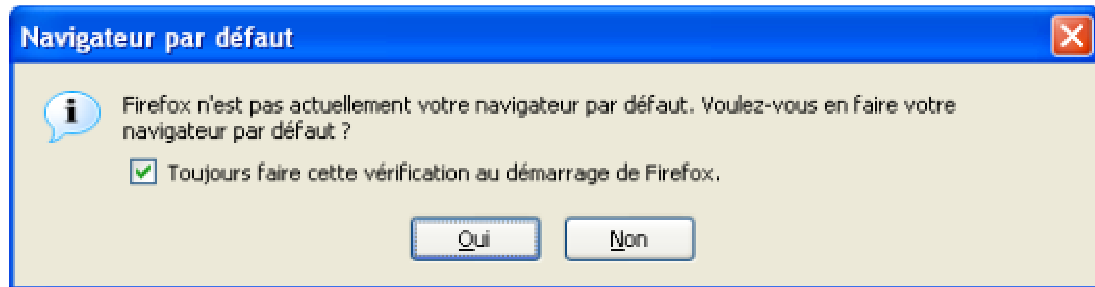 Navigateur par défaut
Firefox n'est pas actuellement votre navigateur par défaut. Voulez-vous en faire votre
navigateur par défaut ?
Toujours faire cette vérification au démarrage de Firefox.
Oui Non